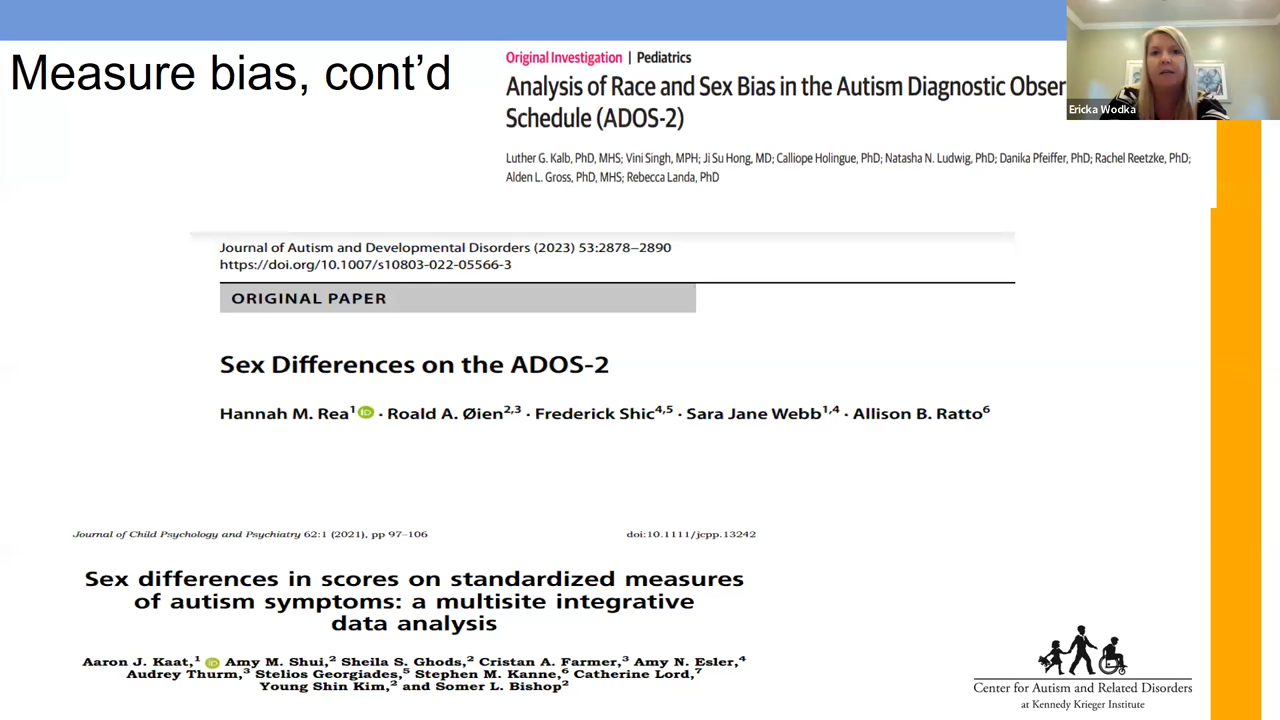 Measure bias, cont’d
Original Investigation | Pediatrics
Analysis of Race and Sex Bias in the Autism Diagnostic
Schedule (ADOS-2)
Luther G. Kalb, PhD, MHS; Vini Singh, MPH; Ji Su Hong, MD; Calliope Holingue, PhD; Natasha N. Ludwig, PhD; Danika Pfeiffer, PhD; Rachel Reetzke, PhD;
Alden L. Gross, PhD, MHS; Rebecca Landa, PhD
Ericka Wodka
Journal of Autism and Developmental Disorders (2023) 53:2878–2890
https://doi.org/10.1007/s10803-022-05566-3
ORIGINAL PAPER
Sex Differences on the ADOS-2
Hannah M. Rea¹ iD · Roald A. Øien²,³ · Frederick Shic⁴,⁵ · Sara Jane Webb¹,⁴ · Allison B. Ratto⁶
Journal of Child Psychology and Psychiatry 62:1 (2021), pp 97–106
doi:10.1111/jcpp.13242
Sex differences in scores on standardized measures
of autism symptoms: a multisite integrative
data analysis
Aaron J. Kaat,¹ iD Amy M. Shui,² Sheila S. Ghods,² Cristan A. Farmer,³ Amy N. Esler,⁴
Audrey Thurm,³ Stelios Georgiades,⁵ Stephen M. Kanne,⁶ Catherine Lord,⁷
Young Shin Kim,² and Somer L. Bishop²
Center for Autism and Related Disorders
at Kennedy Krieger Institute